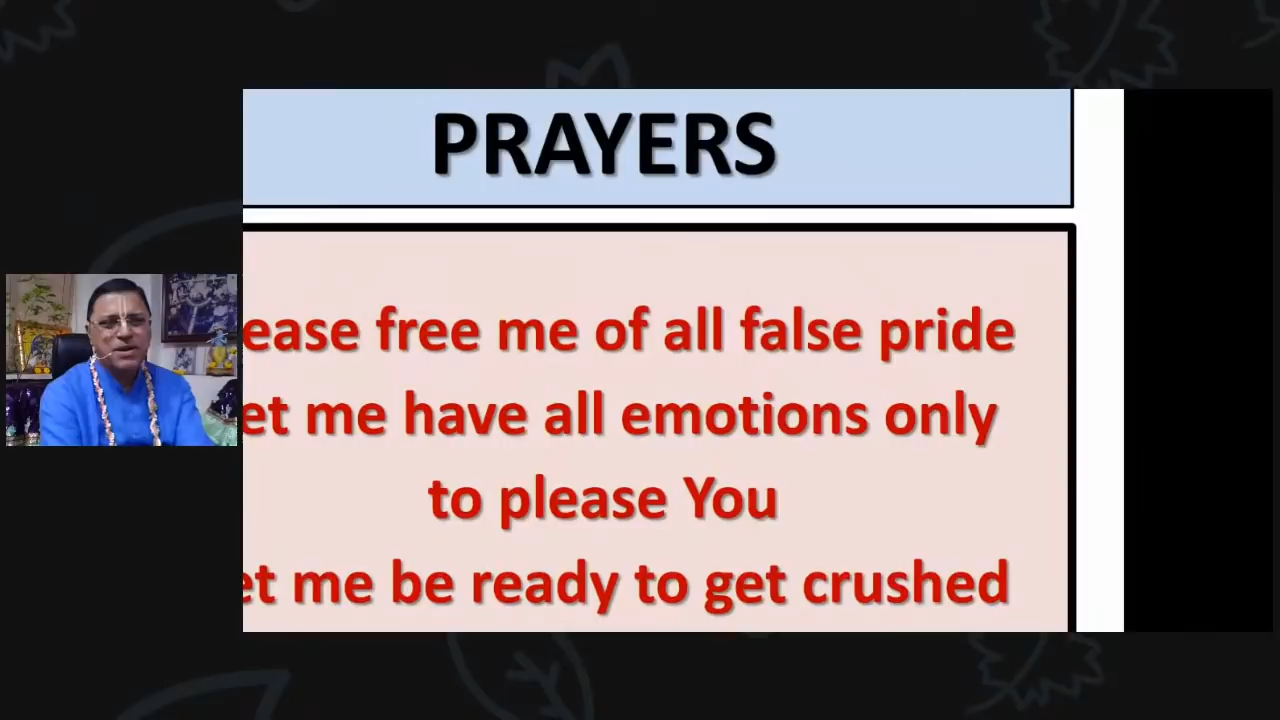 PRAYERS
ease free me of all false pride
et me have all emotions only
to please You
et me be ready to get crushed